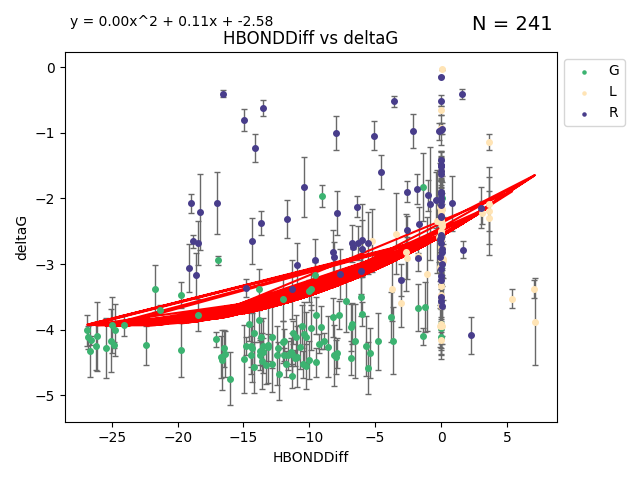 y = 0.00x^2 + 0.11x + -2.58
N = 241
HBONDDiff vs deltaG
G
L
R
0
−1
−2
−3
−4
−5
deltaG
−25
−20
−15
−10
−5
0
5
HBONDDiff